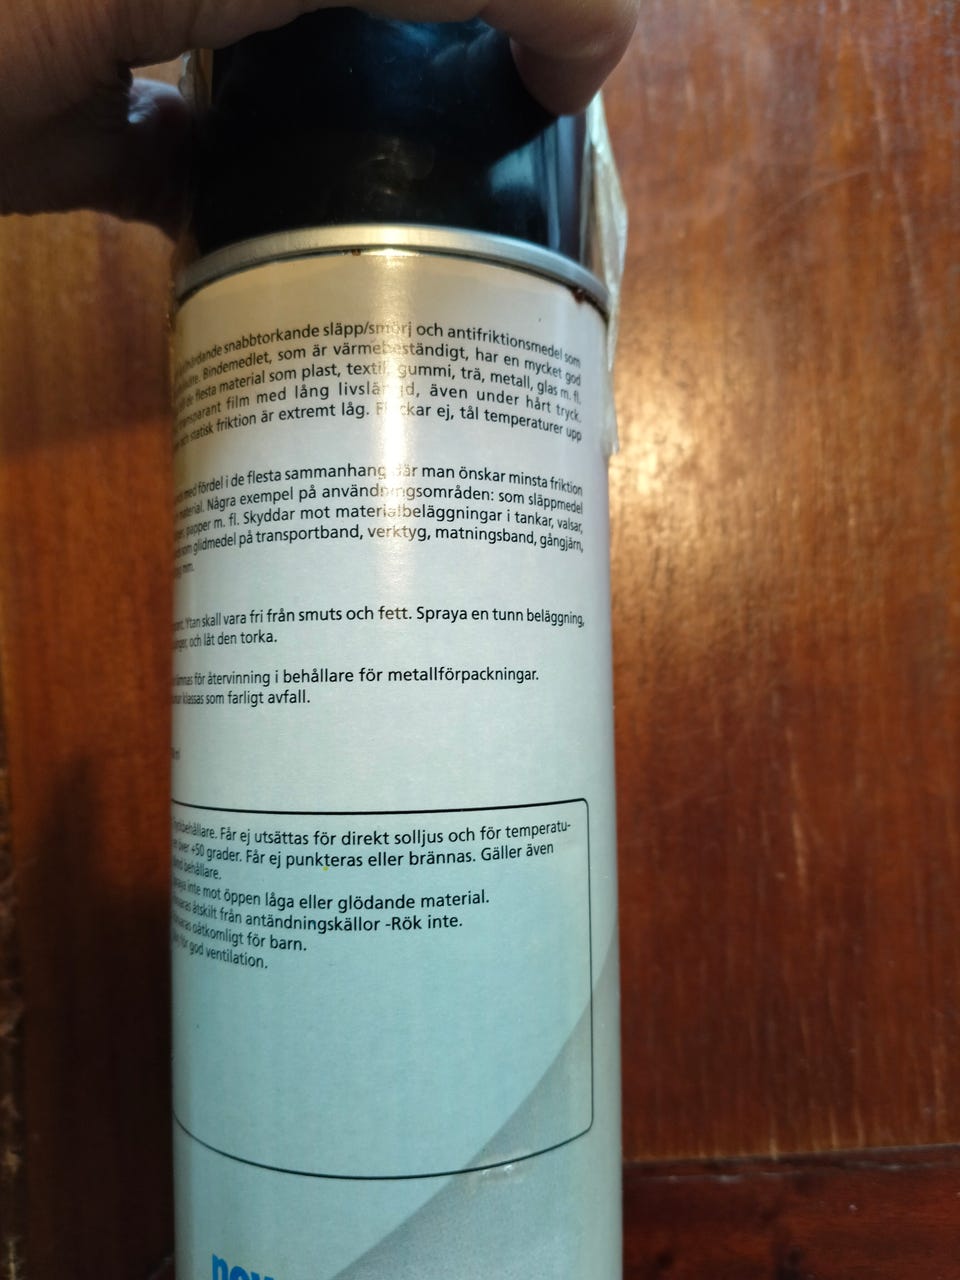 snabbtorkande släpp/smörj och antifriktionsmedel som
Bindemedlet, som är värmebeständigt, har en mycket god
de flesta material som plast, textil, gummi, trä, metall, glas m. fl.
transparant film med lång livslängd, även under hårt tryck.
och statisk friktion är extremt låg. Fläckar ej, tål temperaturer upp
med fördel i de flesta sammanhang där man önskar minsta friktion
material. Några exempel på användningsområden: som släppmedel
papper m. fl. Skyddar mot materialbeläggningar i tankar, valsar,
som glidmedel på transportband, verktyg, matningsband, gångjärn,
mm.
Ytan skall vara fri från smuts och fett. Spraya en tunn beläggning,
och låt den torka.
för återvinning i behållare för metallförpackningar.
klassas som farligt avfall.
Får ej utsättas för direkt solljus och för temperatu-
över +50 grader. Får ej punkteras eller brännas. Gäller även
behållare.
inte mot öppen låga eller glödande material.
åtskilt från antändningskällor -Rök inte.
oåtkomligt för barn.
för god ventilation.